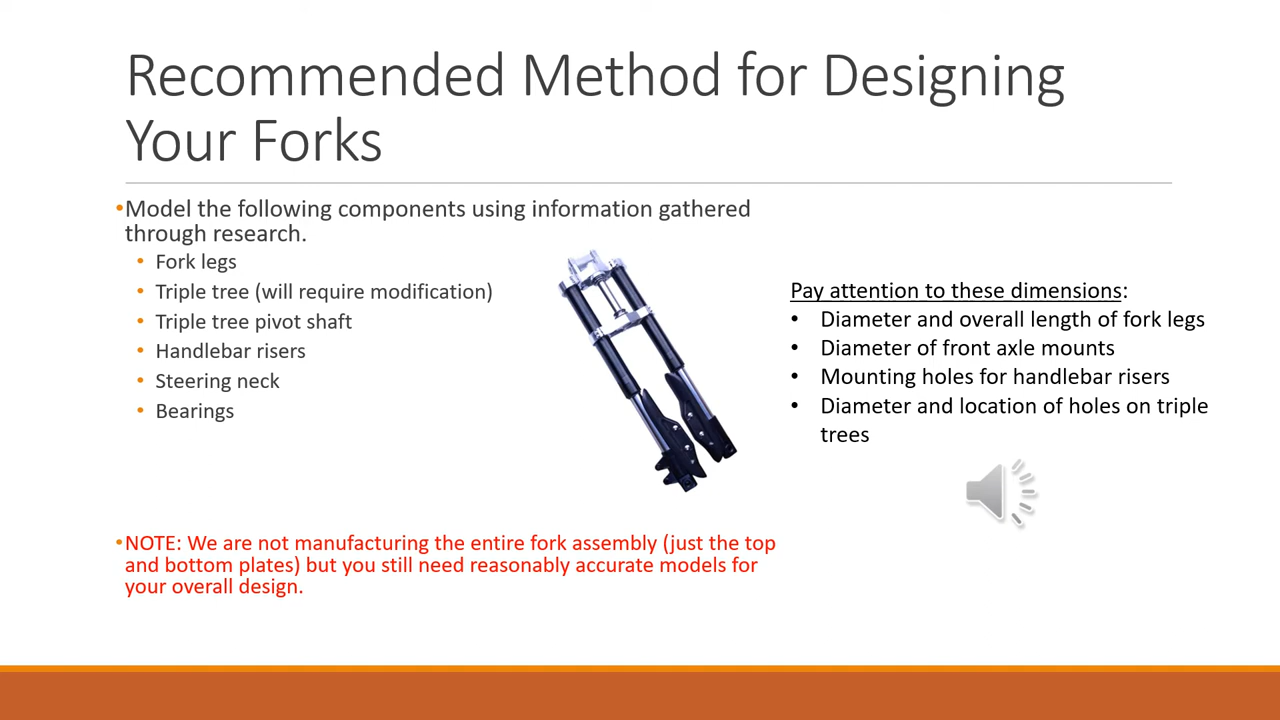 Recommended Method for Designing
Your Forks
•Model the following components using information gathered
through research.
• Fork legs
• Triple tree (will require modification)
• Triple tree pivot shaft
• Handlebar risers
• Steering neck
• Bearings
Pay attention to these dimensions:
• Diameter and overall length of fork legs
• Diameter of front axle mounts
• Mounting holes for handlebar risers
• Diameter and location of holes on triple
trees
•NOTE: We are not manufacturing the entire fork assembly (just the top
and bottom plates) but you still need reasonably accurate models for
your overall design.